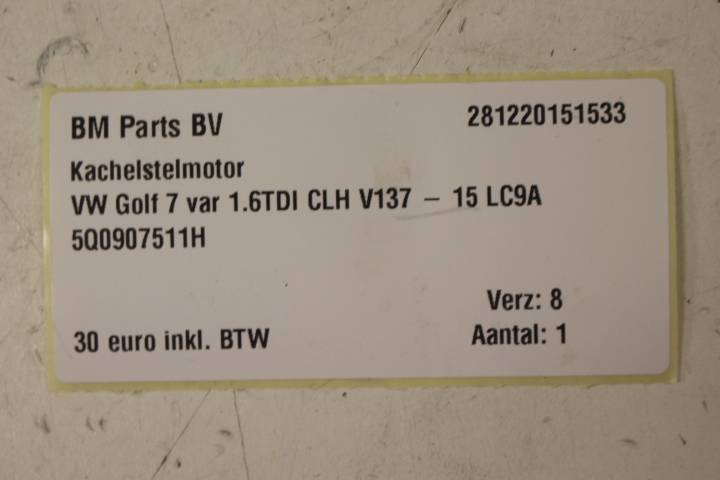 BM Parts BV 281220151533
Kachelstelmotor
VW Golf 7 var 1.6TDI CLH V137 – 15 LC9A
5Q0907511H
Verz: 8
30 euro inkl. BTW Aantal: 1